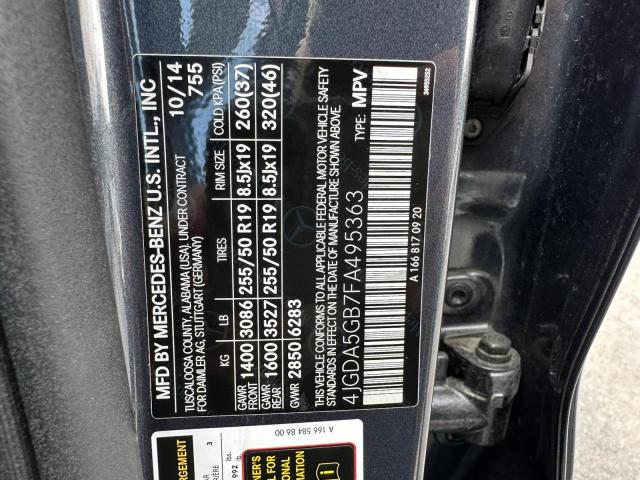 MFD BY MERCEDES-BENZ U.S. INTL., INC
10/14
TUSCALOOSA COUNTY, ALABAMA (USA), UNDER CONTRACT
FOR DAIMLER AG, STUTTGART (GERMANY)
755
KG LB TIRES RIM SIZE COLD KPA (PSI)
GAWR FRONT 1400 3086 255/50 R19 8.5Jx19 260(37)
GAWR REAR 1600 3527 255/50 R19 8.5Jx19 320(46)
GVWR 2850 6283
THIS VEHICLE CONFORMS TO ALL APPLICABLE FEDERAL MOTOR VEHICLE SAFETY
STANDARDS IN EFFECT ON THE DATE OF MANUFACTURE SHOWN ABOVE.
4JGDA5GB7FA495363
TYPE: MPV
A 166 817 09 20
34955252
A 166 584 86 00
3
992 lbs.